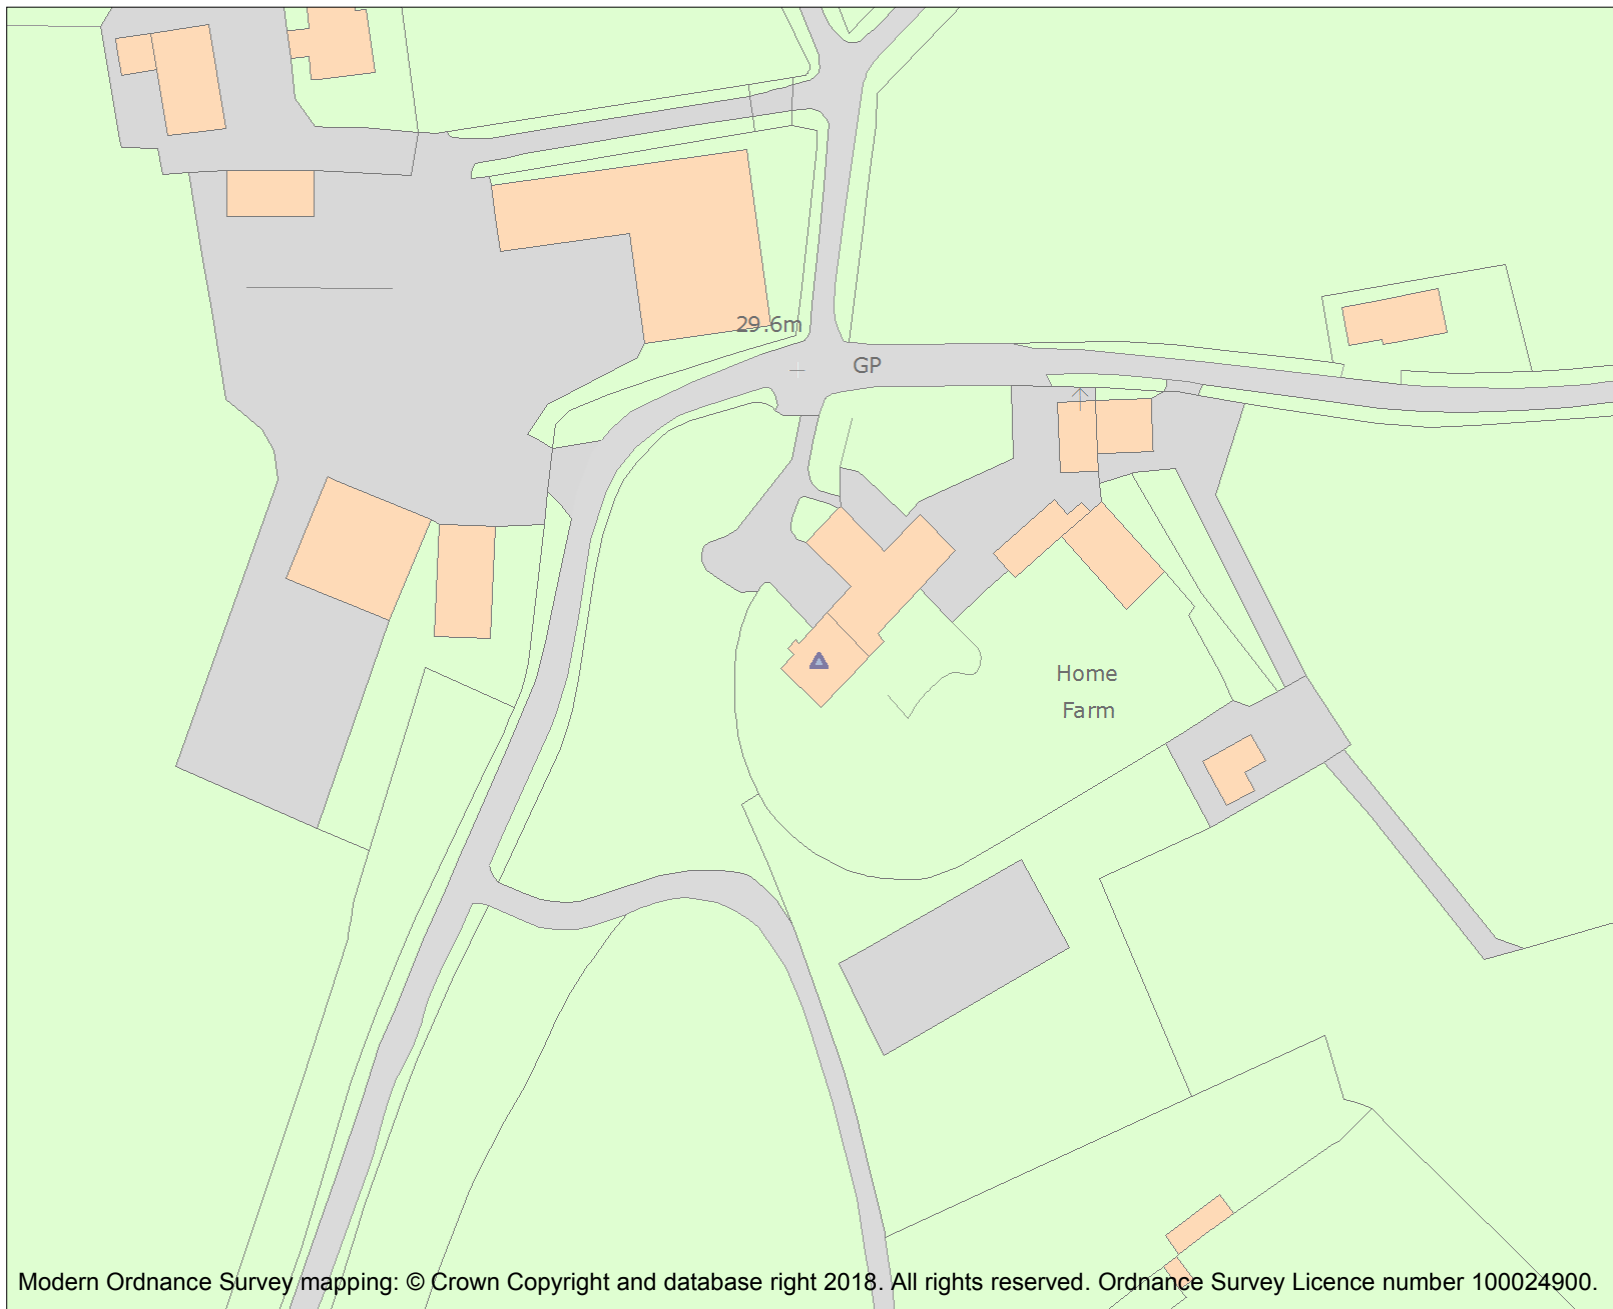 29.6m
GP
Home
Farm
Modern Ordnance Survey mapping: © Crown Copyright and database right 2018. All rights reserved. Ordnance Survey Licence number 100024900.